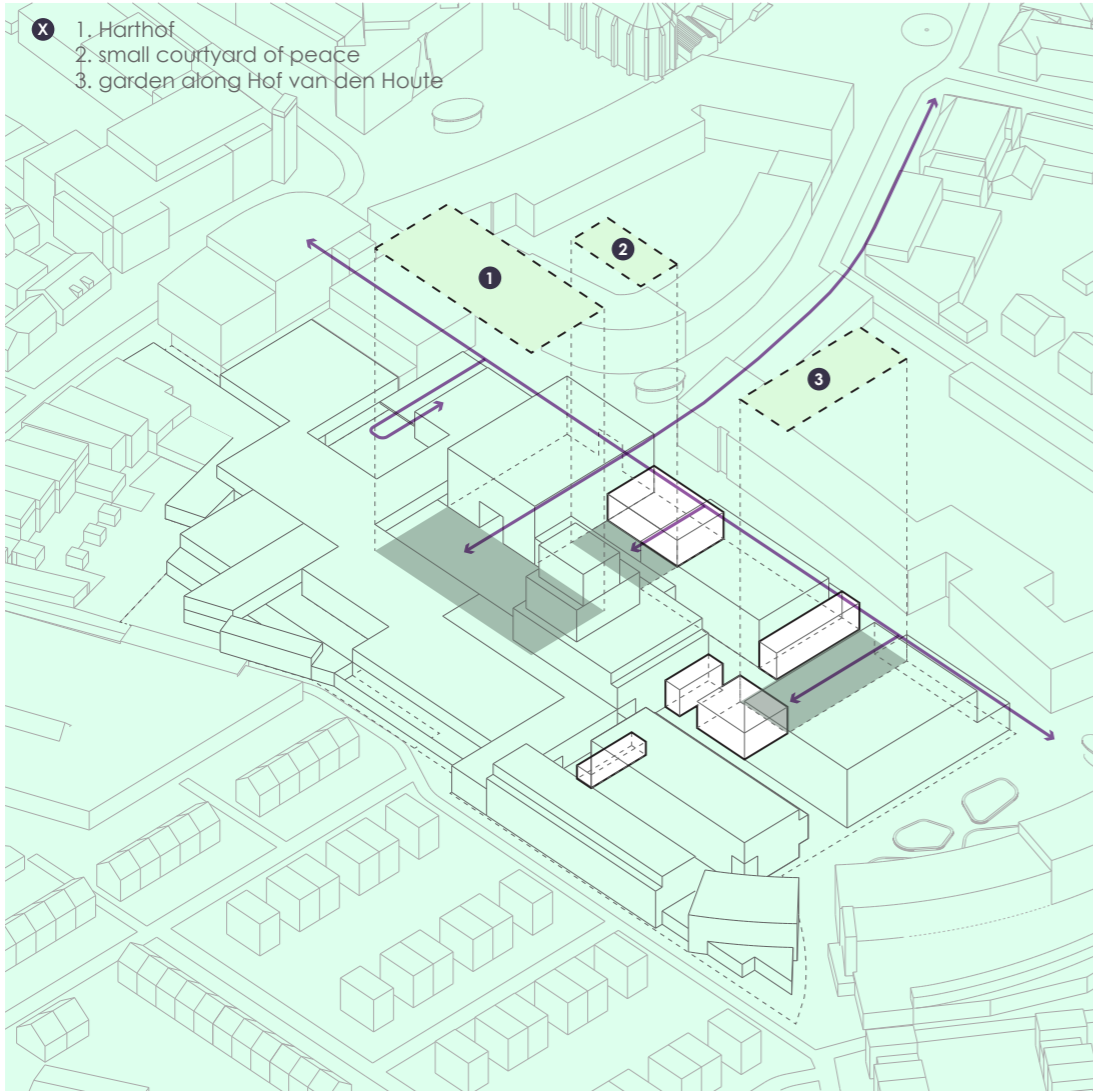 X 1. Harthof
2. small courtyard of peace
3. garden along Hof van den Houte
1
2
3